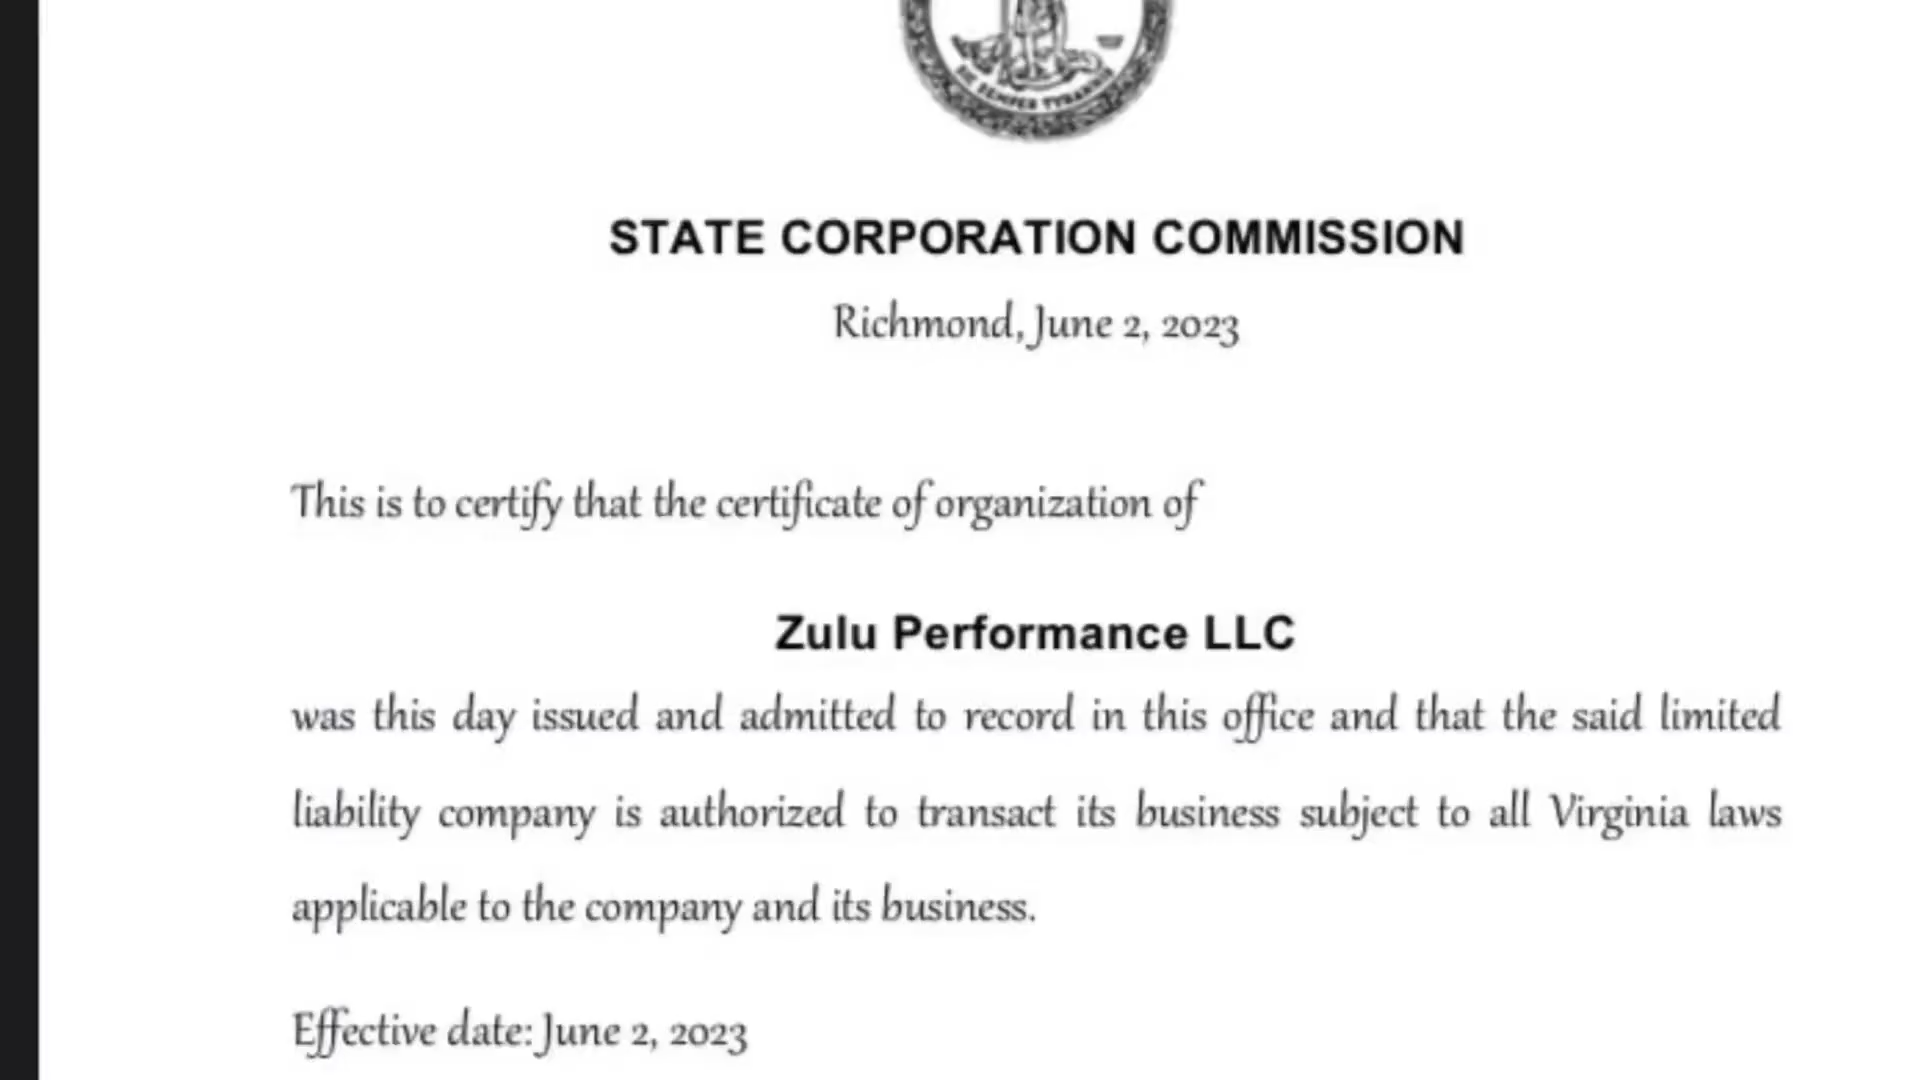 SIC SEMPER TYRANNIS
STATE CORPORATION COMMISSION
Richmond, June 2, 2023
This is to certify that the certificate of organization of
Zulu Performance LLC
was this day issued and admitted to record in this office and that the said limited
liability company is authorized to transact its business subject to all Virginia laws
applicable to the company and its business.
Effective date: June 2, 2023